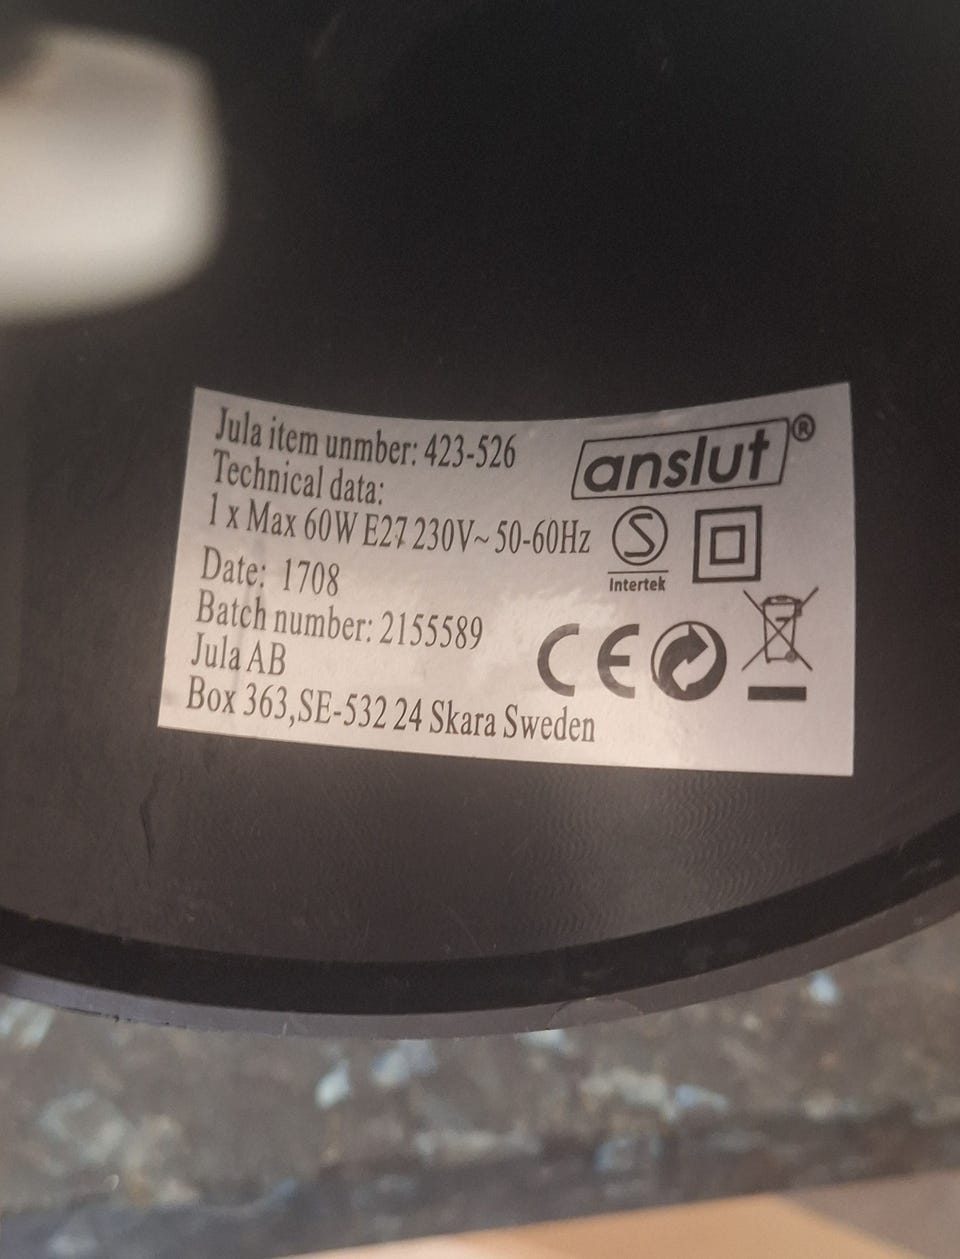 Jula item unmber: 423-526
anslut®
Technical data:
1 x Max 60W E27 230V~ 50-60Hz
S
Intertek
Date: 1708
Batch number: 2155589
CE
Jula AB
Box 363,SE-532 24 Skara Sweden